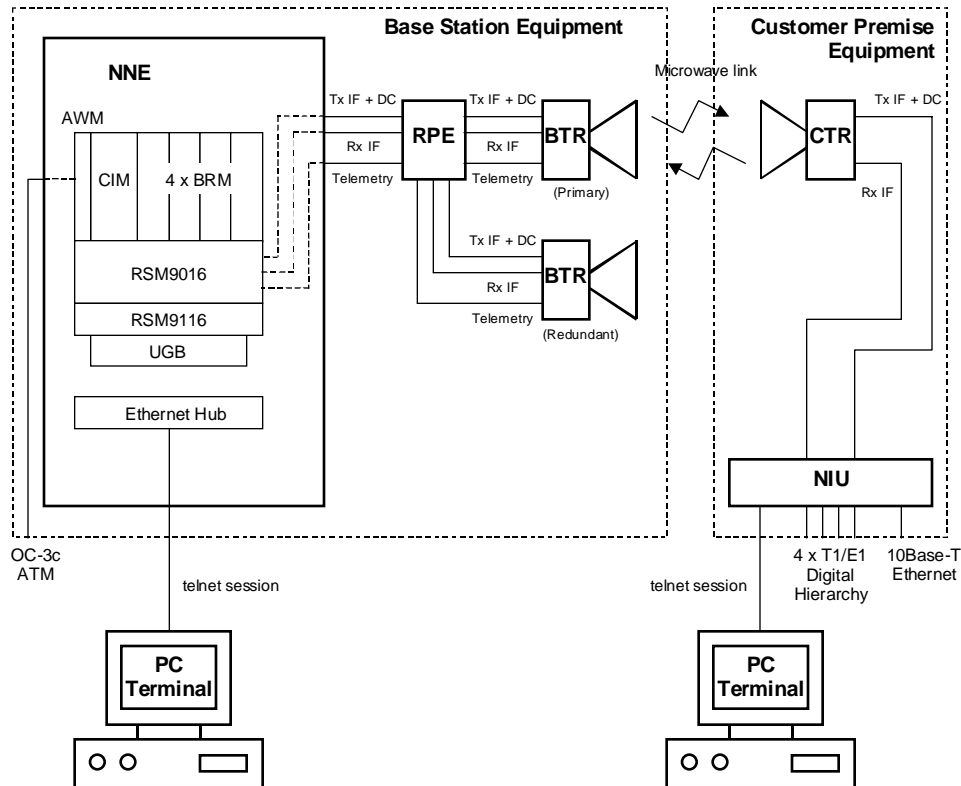 Base Station Equipment
Customer Premise
Equipment
NNE
Microwave link
Tx IF + DC
Tx IF + DC
Tx IF + DC
AWM
RPE
BTR
CTR
Rx IF
Rx IF
CIM
4 x BRM
Telemetry
Telemetry
(Primary)
Rx IF
Tx IF + DC
RSM9016
BTR
Rx IF
RSM9116
Telemetry
(Redundant)
UGB
Ethernet Hub
NIU
OC-3c
ATM
4 x T1/E1
Digital
Hierarchy
10Base-T
Ethernet
telnet session
telnet session
PC
Terminal
PC
Terminal